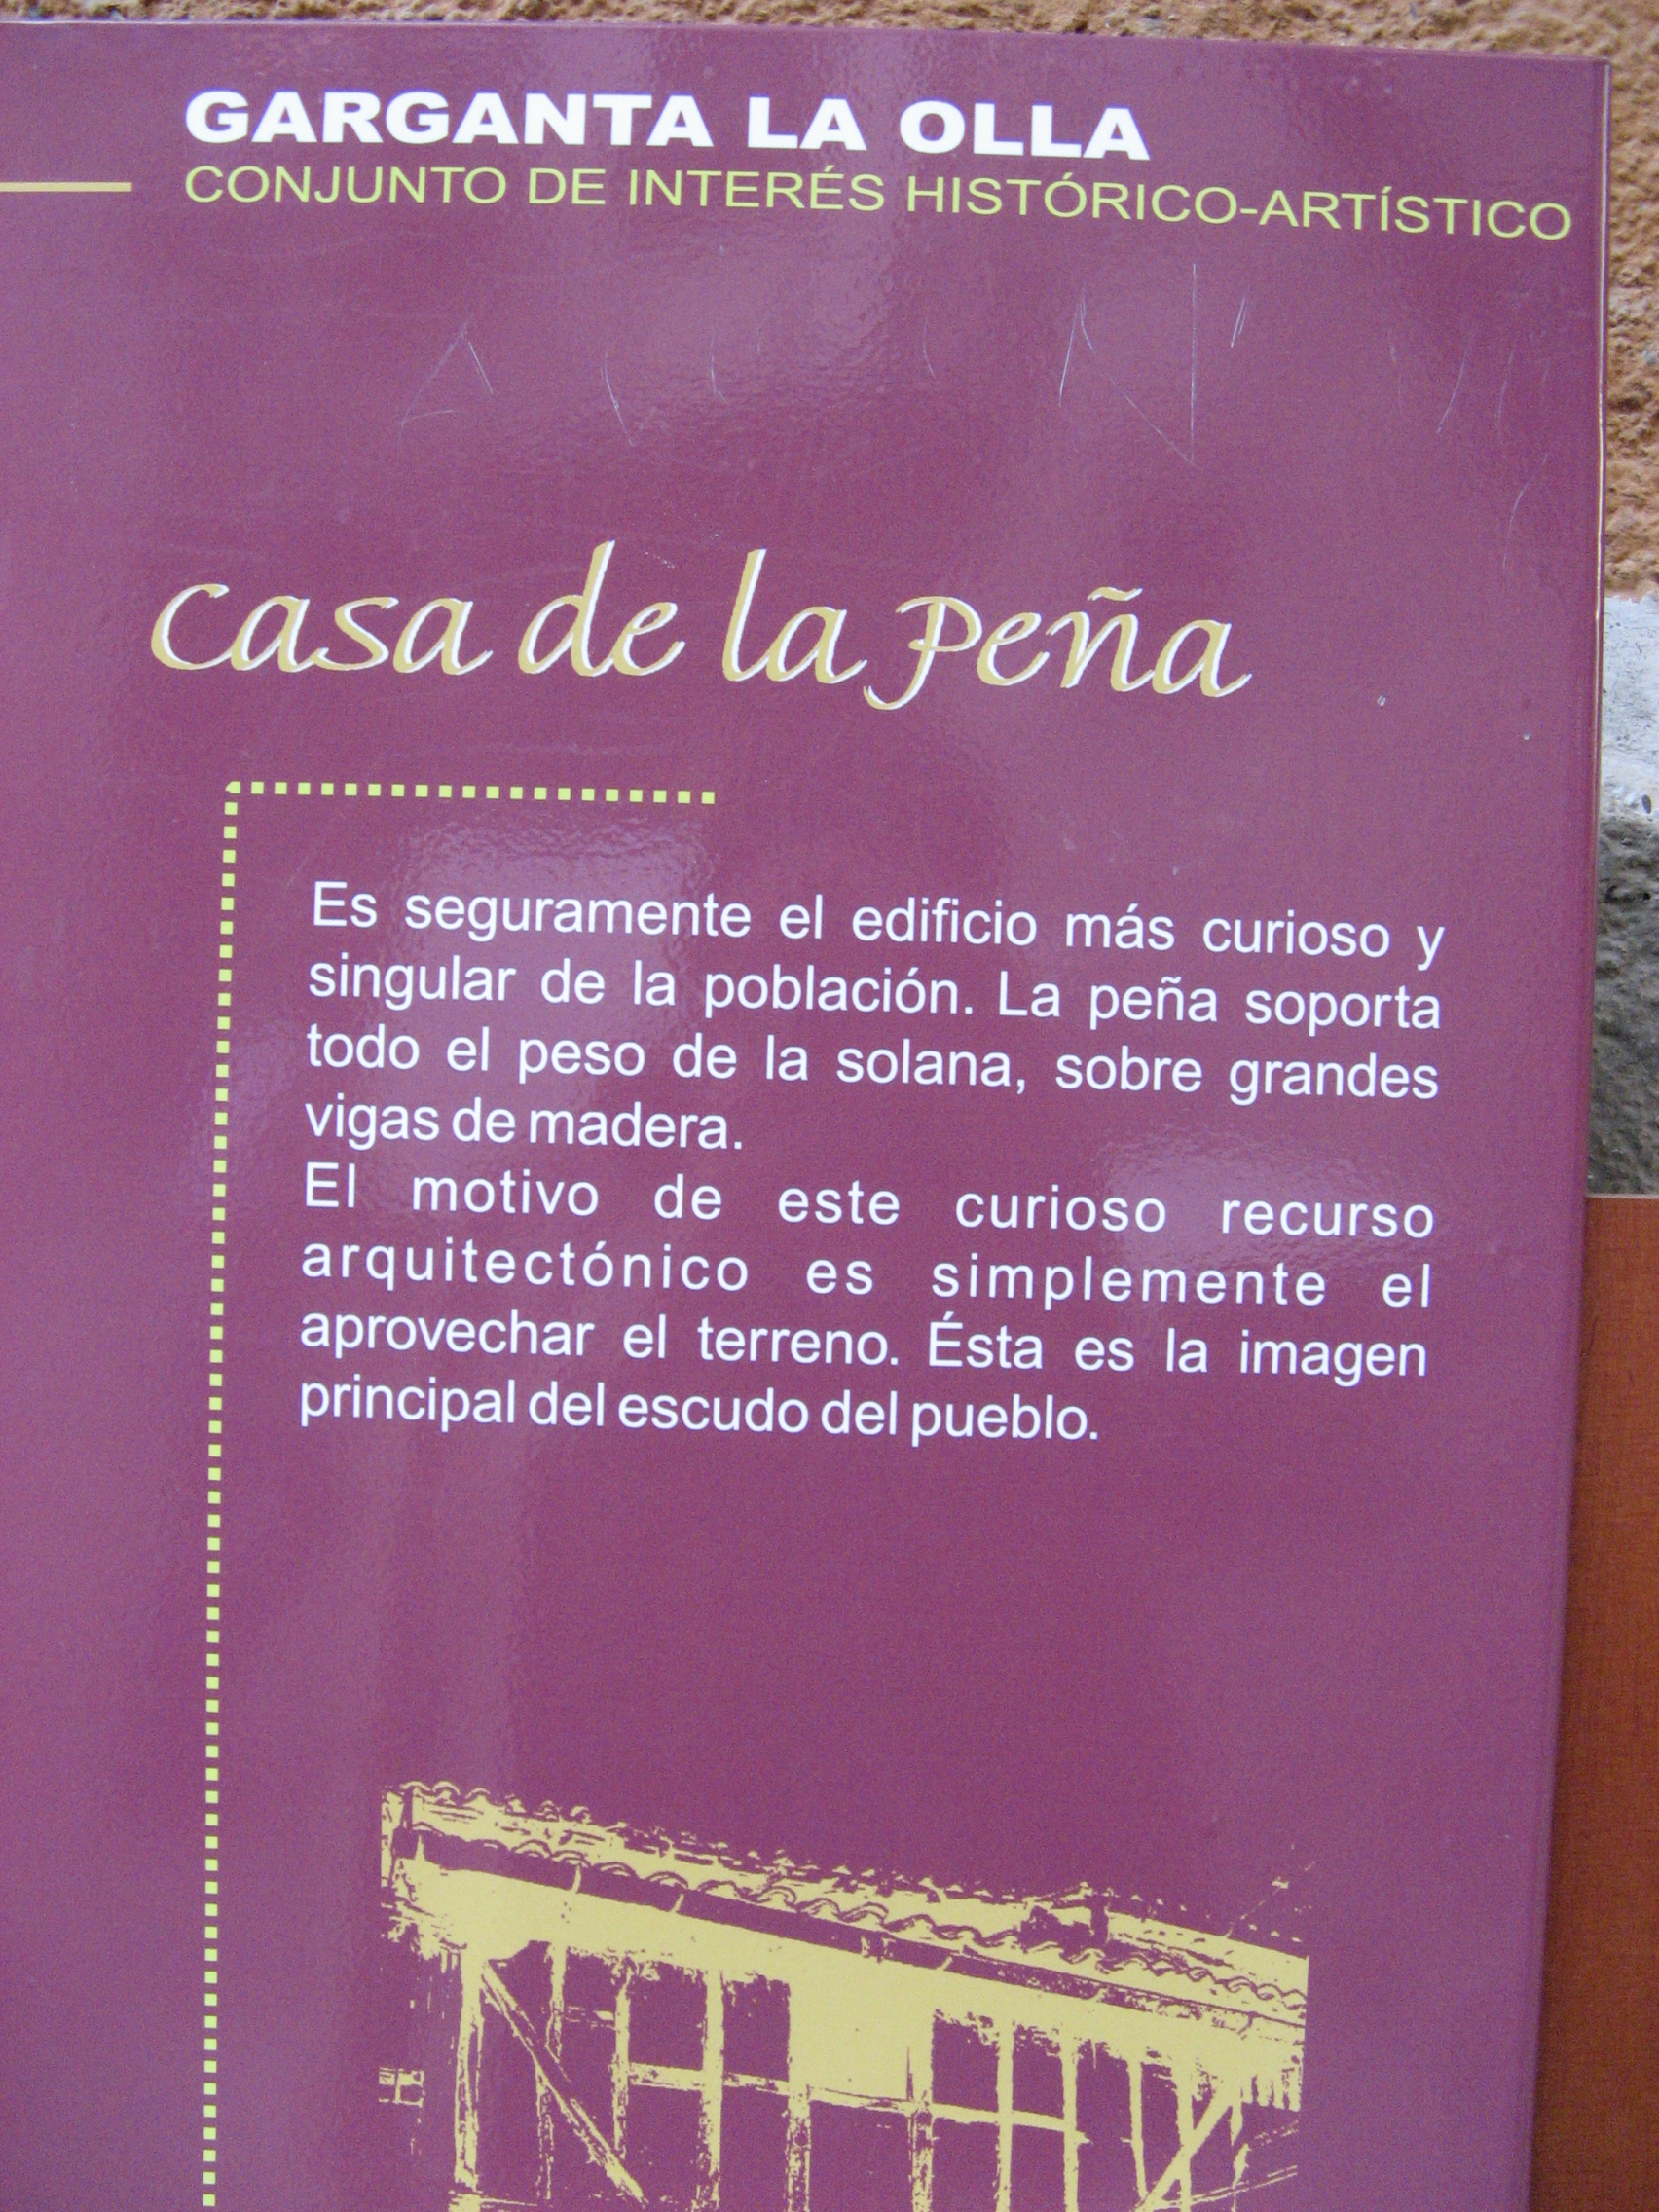 GARGANTA LA OLLA
CONJUNTO DE INTERÉS HISTÓRICO-ARTÍSTICO
Casa de la Peña
Es seguramente el edificio más curioso y
singular de la población. La peña soporta
todo el peso de la solana, sobre grandes
vigas de madera.
El motivo de este curioso recurso
arquitectónico es simplemente el
aprovechar el terreno. Ésta es la imagen
principal del escudo del pueblo.